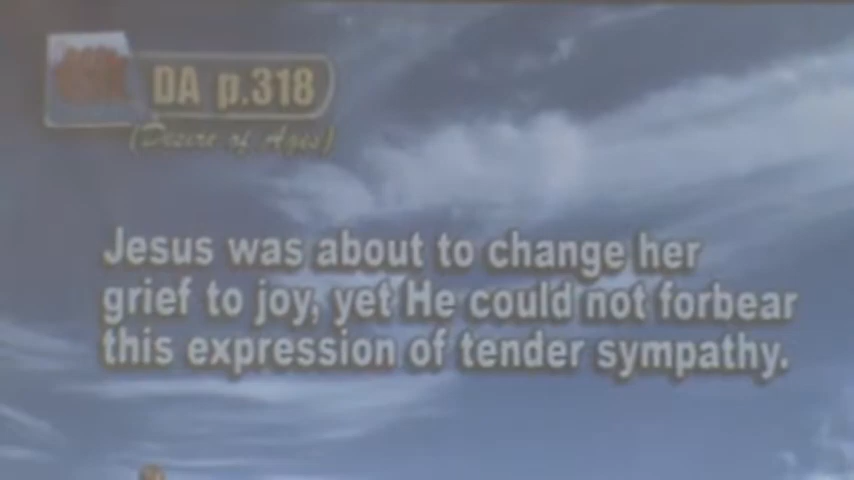 DA p.318
(Desire of Ages)
Jesus was about to change her
grief to joy, yet He could not forbear
this expression of tender sympathy.